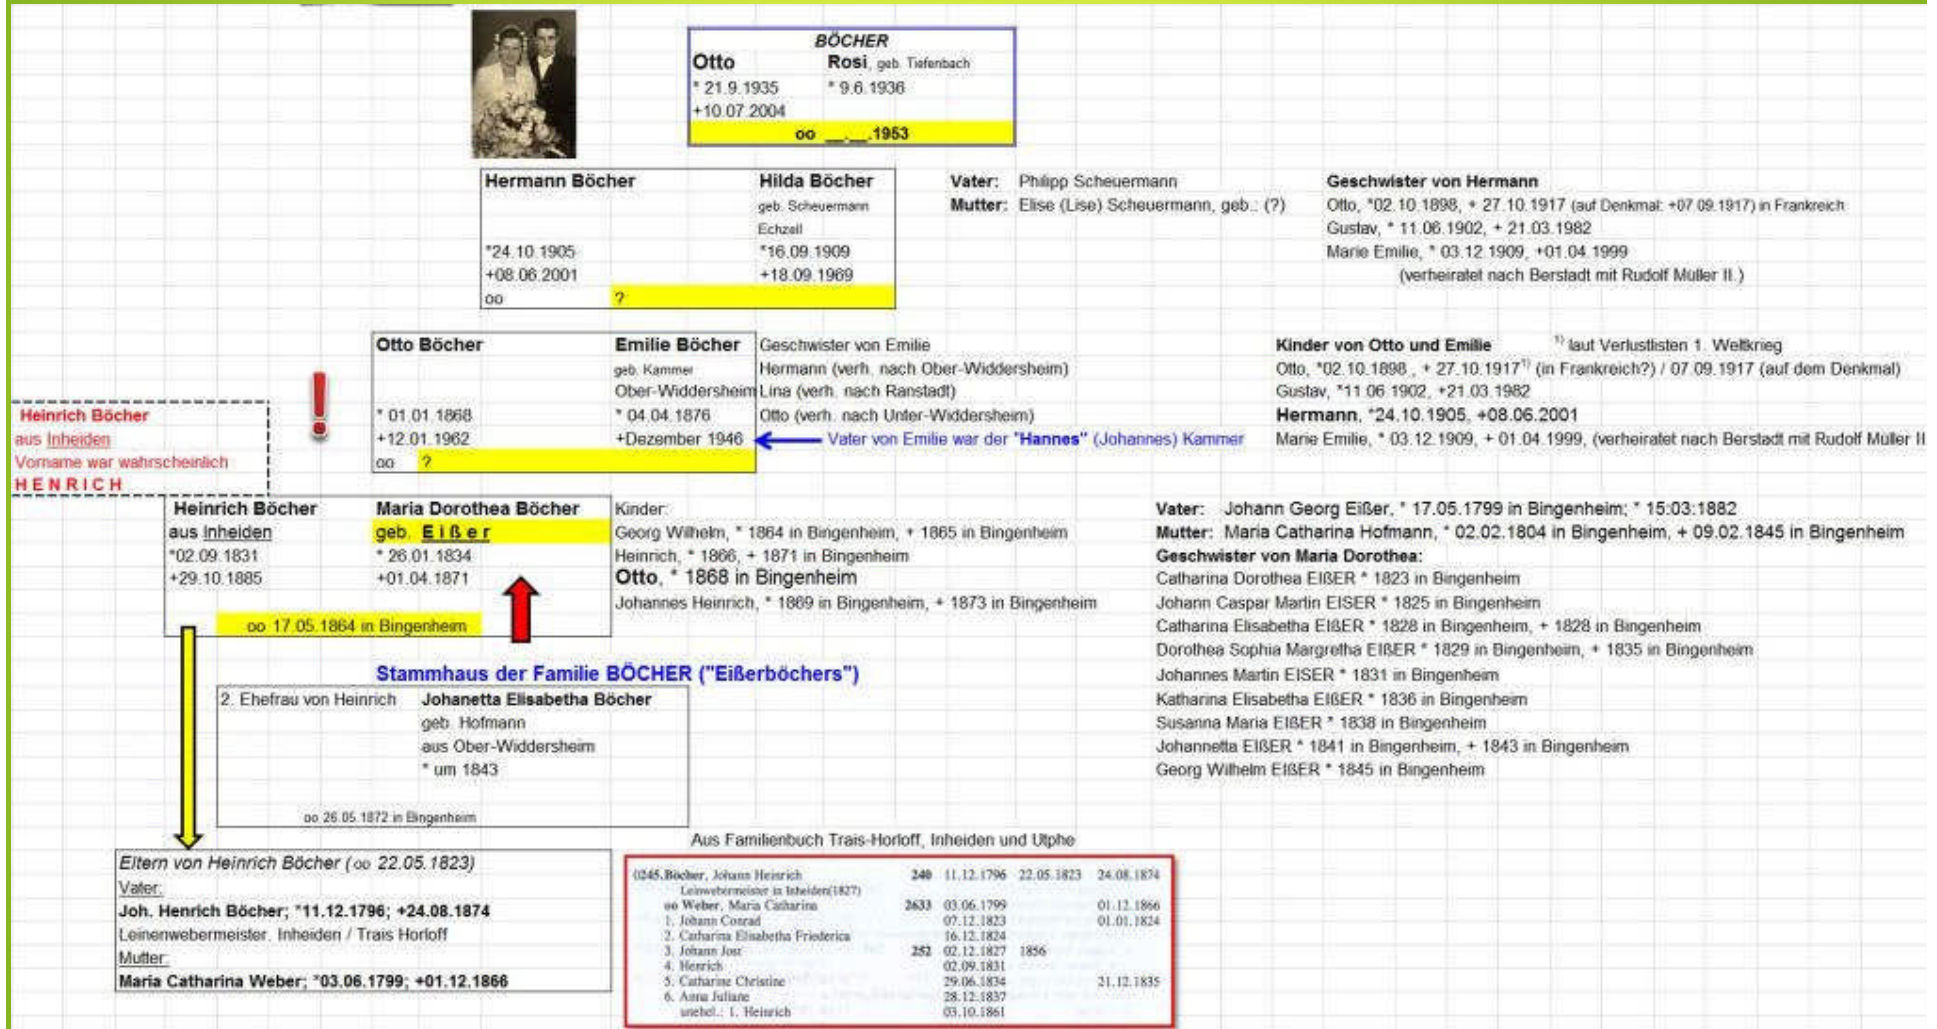 BÖCHER
Otto Rosi, geb. Tiefenbach
* 21.9.1935 * 9.6.1936
+10.07.2004
oo __.__.1953
Hermann Böcher Hilda Böcher
geb. Scheuermann
Echzell
*24.10.1905 *16.09.1909
+08.06.2001 +18.09.1969
oo ?
Vater: Philipp Scheuermann
Mutter: Elise (Lise) Scheuermann, geb.: (?)
Geschwister von Hermann
Otto, *02.10.1898, + 27.10.1917 (auf Denkmal: +07.09.1917) in Frankreich
Gustav, * 11.06.1902, + 21.03.1982
Marie Emilie, * 03.12.1909, +01.04.1999
(verheiratet nach Berstadt mit Rudolf Müller II.)
Otto Böcher Emilie Böcher
geb. Kammer
Ober-Widdersheim
* 01.01.1868 * 04.04.1876
+12.01.1962 +Dezember 1946
oo ?
Geschwister von Emilie
Hermann (verh. nach Ober-Widdersheim)
Lina (verh. nach Ranstadt)
Otto (verh. nach Unter-Widdersheim)
Vater von Emilie war der "Hannes" (Johannes) Kammer
Kinder von Otto und Emilie 1) laut Verlustlisten 1. Weltkrieg
Otto, *02.10.1898 , + 27.10.1917 1) (in Frankreich?) / 07.09.1917 (auf dem Denkmal)
Gustav, *11.06.1902, +21.03.1982
Hermann, *24.10.1905, +08.06.2001
Marie Emilie, * 03.12.1909, + 01.04.1999, (verheiratet nach Berstadt mit Rudolf Müller II
!
Heinrich Böcher
aus Inheiden
Vorname war wahrscheinlich
HENRICH
Heinrich Böcher Maria Dorothea Böcher
aus Inheiden geb. Eißer
*02.09.1831 * 26.01.1834
+29.10.1885 +01.04.1871
oo 17.05.1864 in Bingenheim
Kinder:
Georg Wilhelm, * 1864 in Bingenheim, + 1865 in Bingenheim
Heinrich, * 1866, + 1871 in Bingenheim
Otto, * 1868 in Bingenheim
Johannes Heinrich, * 1869 in Bingenheim, + 1873 in Bingenheim
Vater: Johann Georg Eißer, * 17.05.1799 in Bingenheim; * 15:03:1882
Mutter: Maria Catharina Hofmann, * 02.02.1804 in Bingenheim, + 09.02.1845 in Bingenheim
Geschwister von Maria Dorothea:
Catharina Dorothea EIßER * 1823 in Bingenheim
Johann Caspar Martin EISER * 1825 in Bingenheim
Catharina Elisabetha EIßER * 1828 in Bingenheim, + 1828 in Bingenheim
Dorothea Sophia Margretha EIßER * 1829 in Bingenheim, + 1835 in Bingenheim
Johannes Martin EISER * 1831 in Bingenheim
Katharina Elisabetha EIßER * 1836 in Bingenheim
Susanna Maria EIßER * 1838 in Bingenheim
Johannetta EIßER * 1841 in Bingenheim, + 1843 in Bingenheim
Georg Wilhelm EIßER * 1845 in Bingenheim
Stammhaus der Familie BÖCHER ("Eißerböchers")
2. Ehefrau von Heinrich Johanetta Elisabetha Böcher
geb. Hofmann
aus Ober-Widdersheim
* um 1843
oo 26.05.1872 in Bingenheim
Eltern von Heinrich Böcher (oo 22.05.1823)
Vater:
Joh. Henrich Böcher; *11.12.1796; +24.08.1874
Leinenwebermeister. Inheiden / Trais Horloff
Mutter:
Maria Catharina Weber; *03.06.1799; +01.12.1866
Aus Familienbuch Trais-Horloff, Inheiden und Utphe
0245.Böcher, Johann Heinrich 240 11.12.1796 22.05.1823 24.08.1874
Leinwebermeister in Inheiden(1827)
oo Weber, Maria Catharina 2633 03.06.1799 01.12.1866
1. Johann Conrad 07.12.1823 01.01.1824
2. Catharina Elisabetha Friederica 16.12.1824
3. Johann Jost 252 02.12.1827 1856
4. Henrich 02.09.1831
5. Catharine Christine 29.06.1834 21.12.1835
6. Anna Juliane 28.12.1837
unehel.: 1. Heinrich 03.10.1861